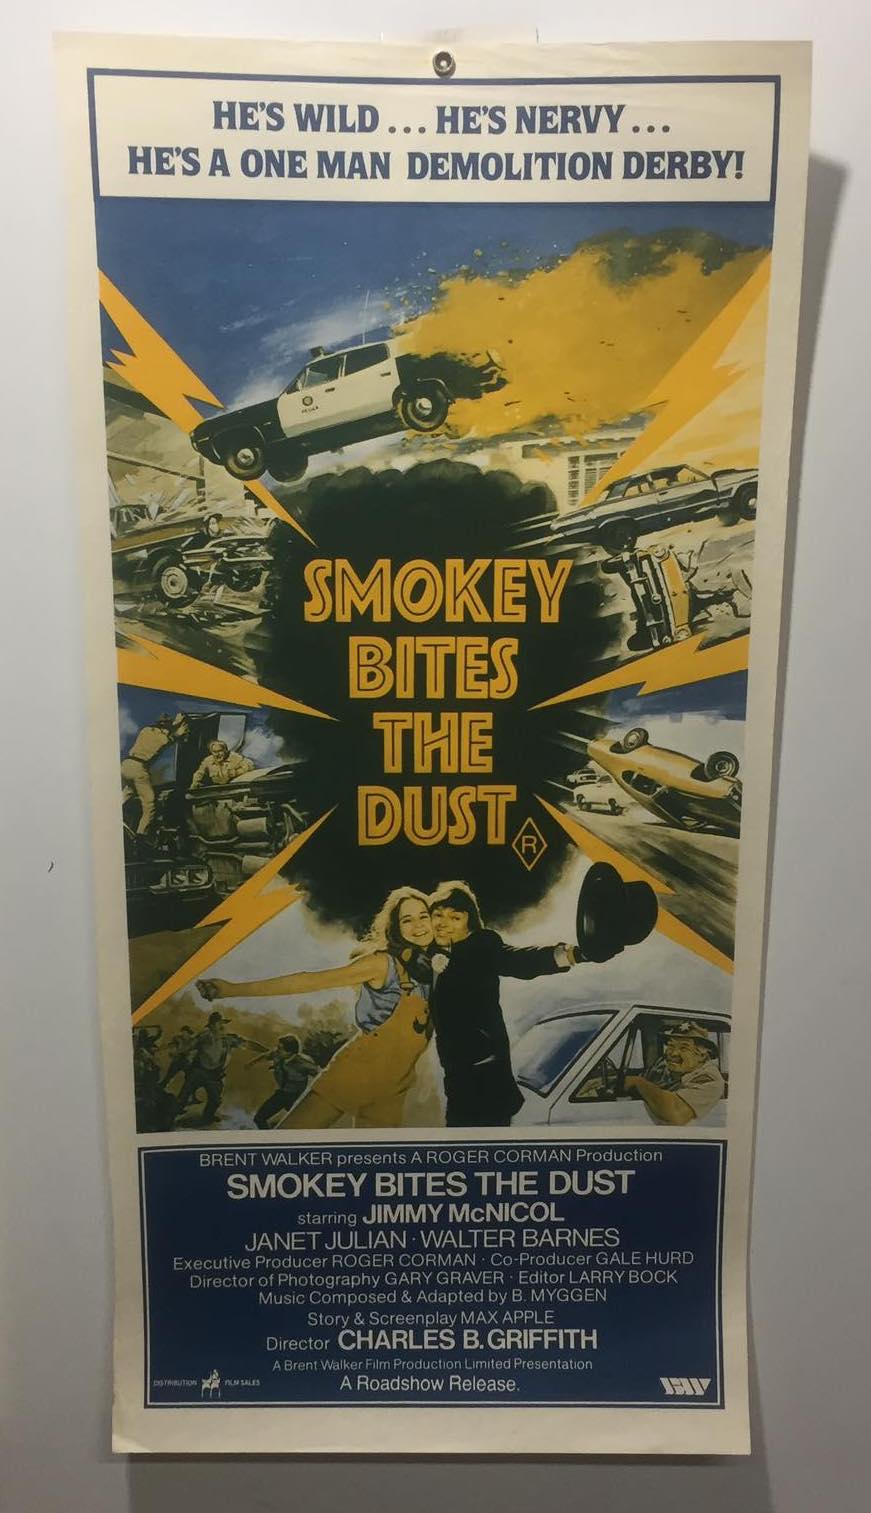 HE'S WILD ... HE'S NERVY ...
HE'S A ONE MAN DEMOLITION DERBY!
SMOKEY
BITES
THE
DUST
R
BRENT WALKER presents A ROGER CORMAN Production
SMOKEY BITES THE DUST
starring JIMMY McNICOL
JANET JULIAN · WALTER BARNES
Executive Producer ROGER CORMAN · Co-Producer GALE HURD
Director of Photography GARY GRAVER · Editor LARRY BOCK
Music Composed & Adapted by B. MYGGEN
Story & Screenplay MAX APPLE
Director CHARLES B. GRIFFITH
A Brent Walker Film Production Limited Presentation
DISTRIBUTION FILM SALES
A Roadshow Release.